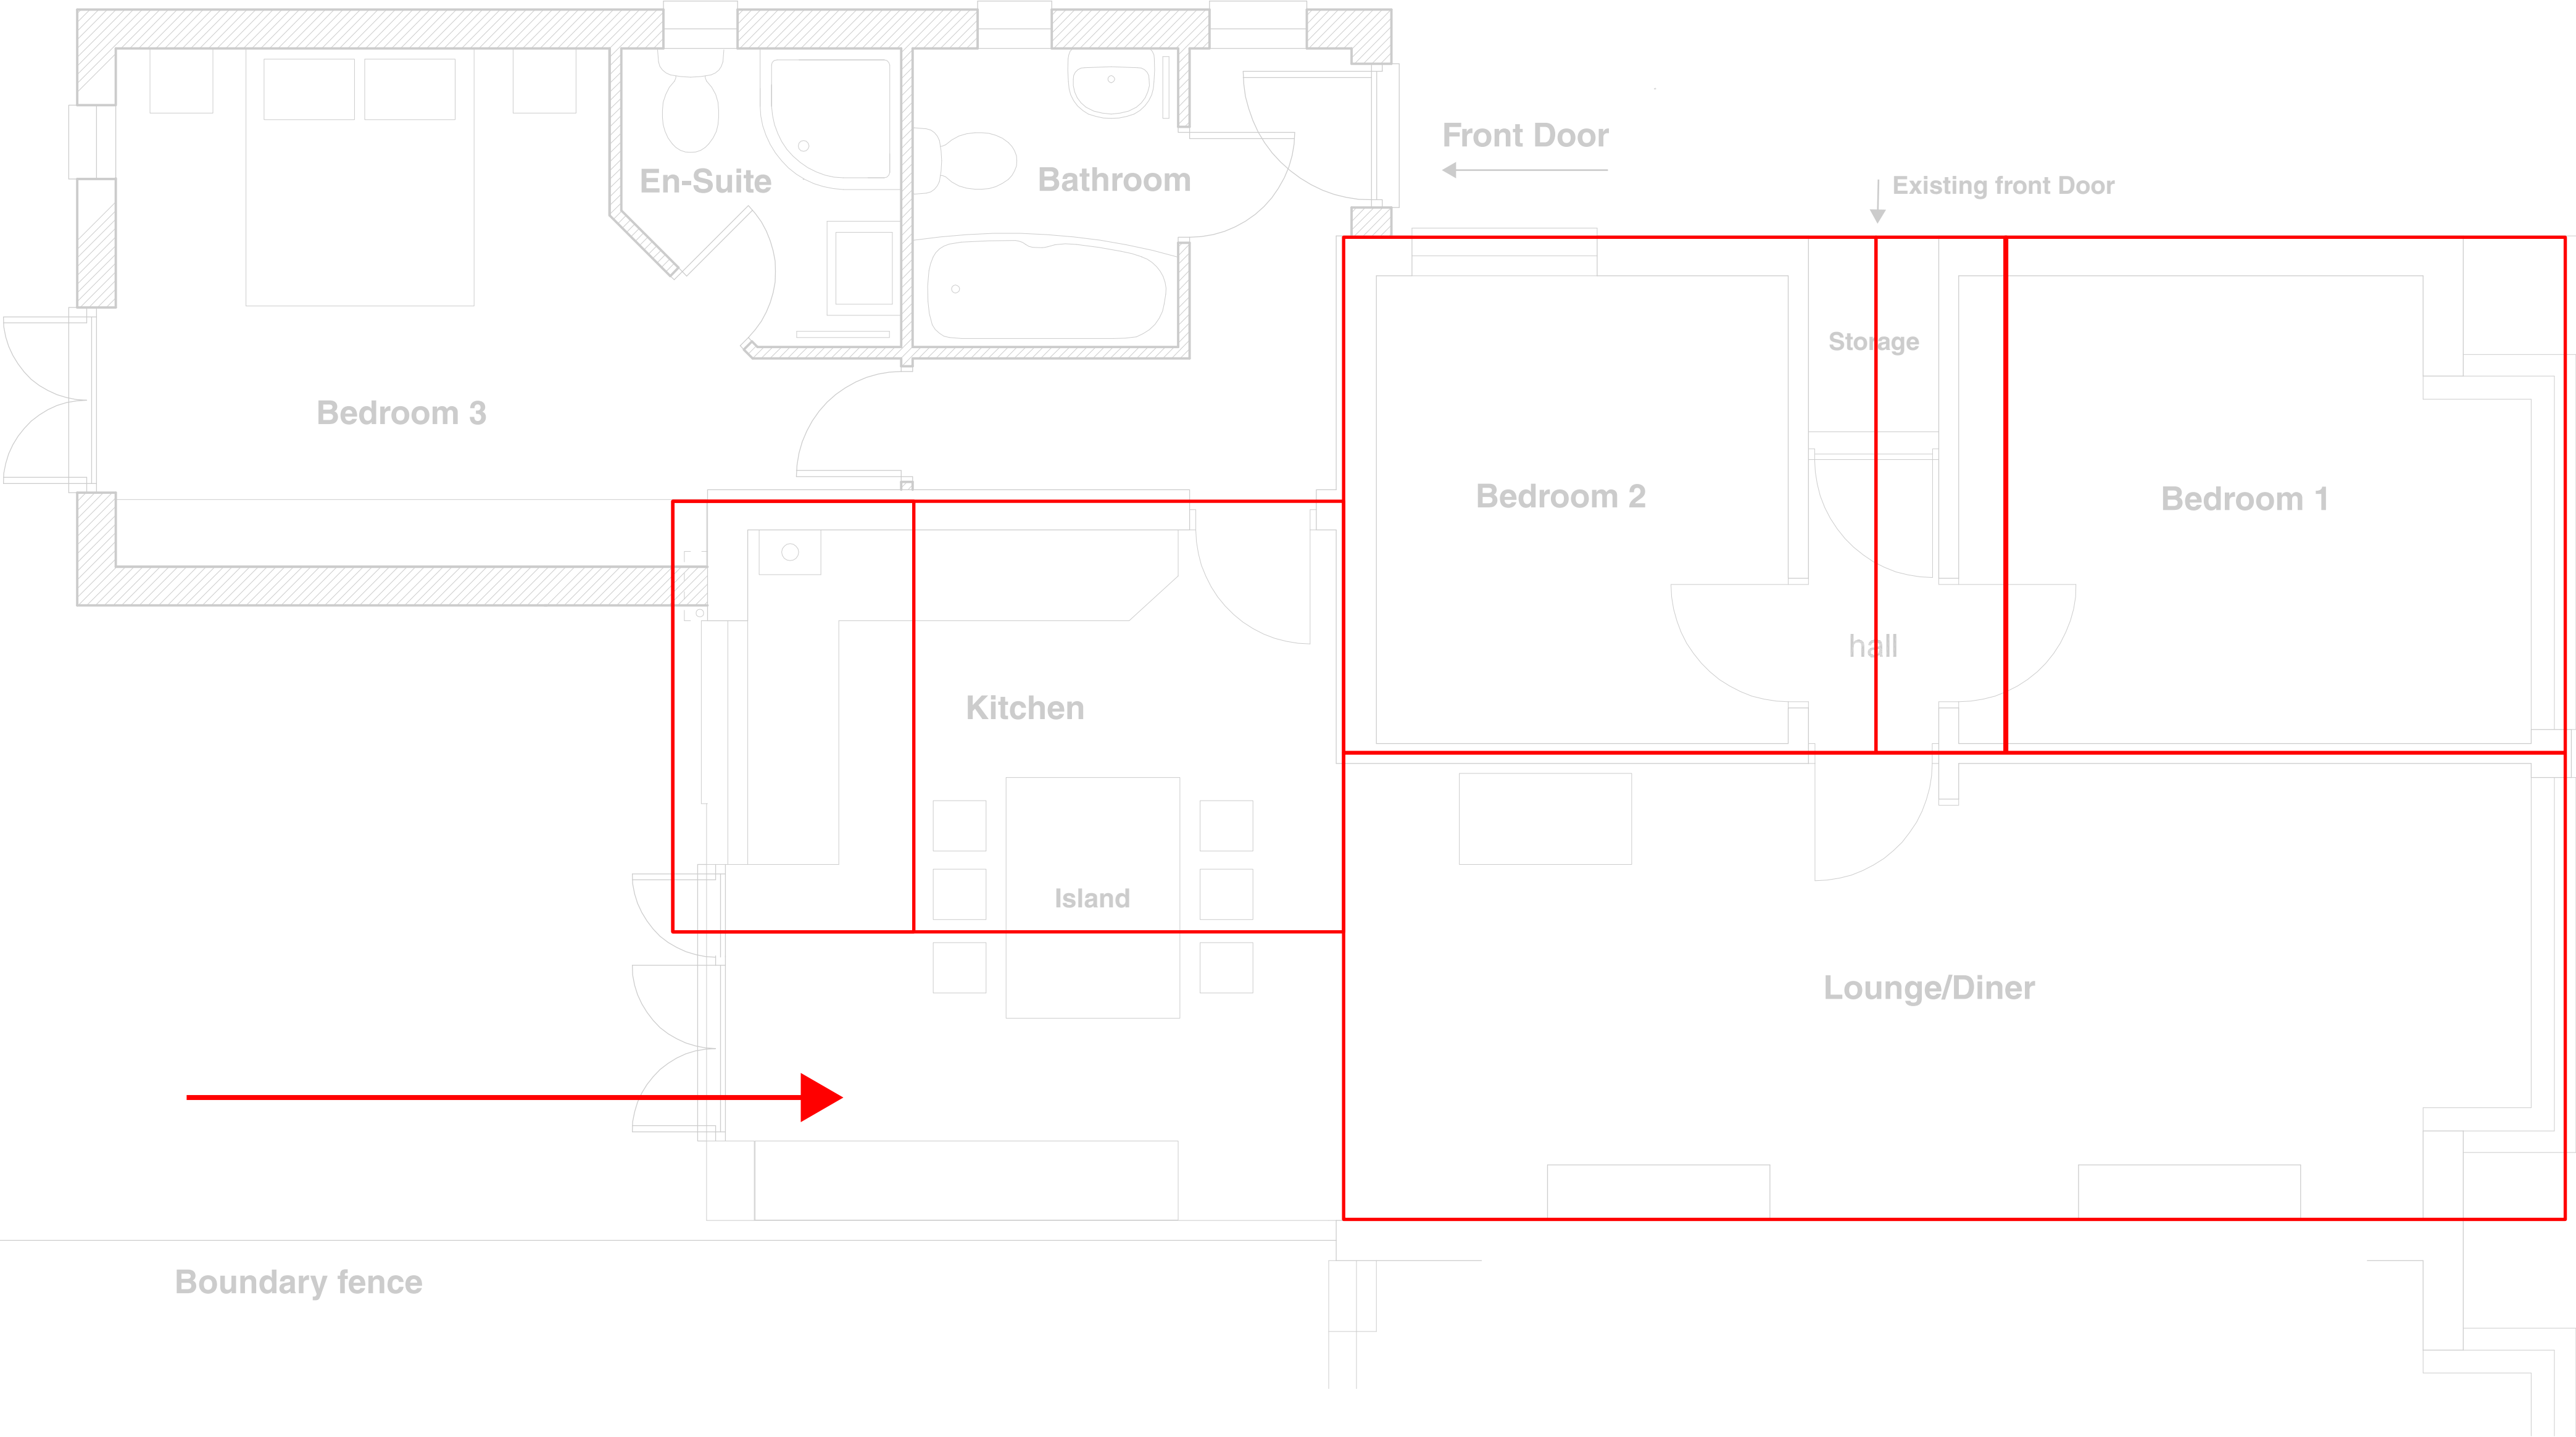 Front Door
En-Suite
Bathroom
Existing front Door
Storage
Bedroom 3
Bedroom 2
Bedroom 1
hall
Kitchen
Island
Lounge/Diner
Boundary fence